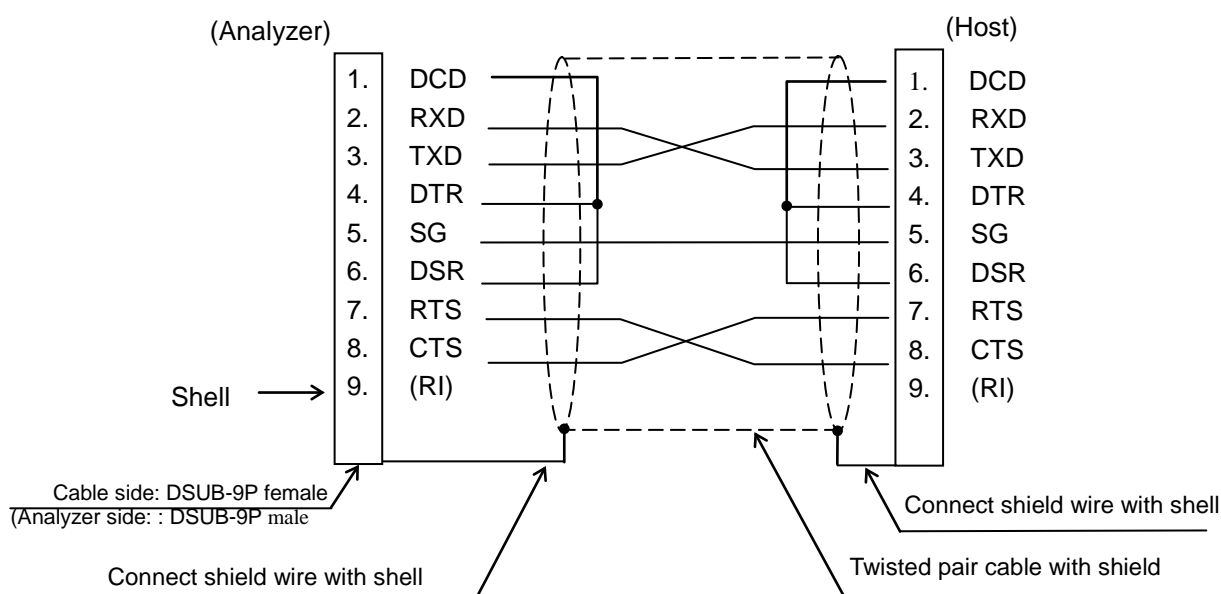 (Analyzer)
(Host)
1. DCD
2. RXD
3. TXD
4. DTR
5. SG
6. DSR
7. RTS
8. CTS
9. (RI)
1. DCD
2. RXD
3. TXD
4. DTR
5. SG
6. DSR
7. RTS
8. CTS
9. (RI)
Shell
Cable side: DSUB-9P female
(Analyzer side: : DSUB-9P male
Connect shield wire with shell
Connect shield wire with shell
Twisted pair cable with shield